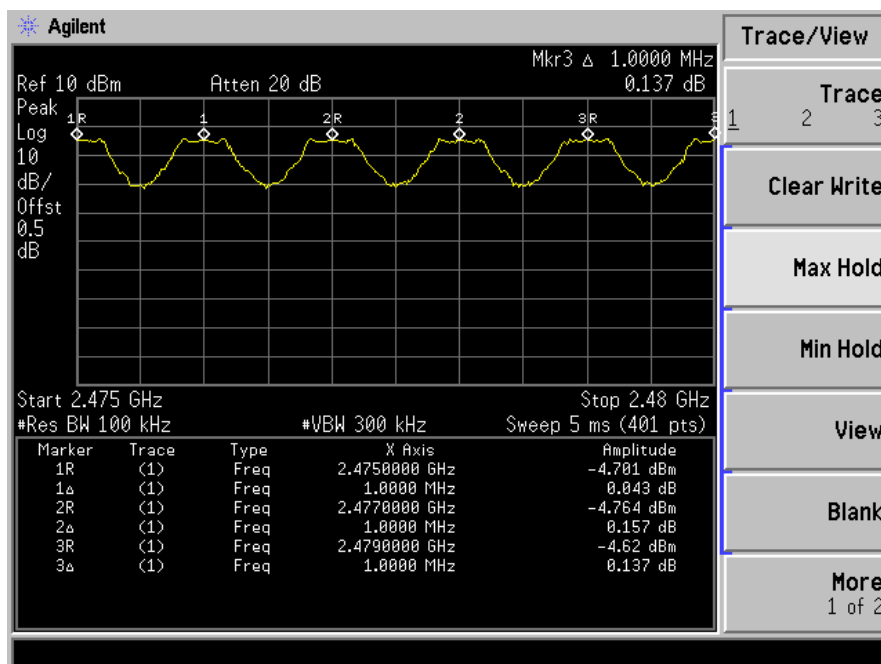 Agilent
Trace/View
Mkr3 Δ 1.0000 MHz
Ref 10 dBm Atten 20 dB 0.137 dB
Peak
Log
10
dB/
Offst
0.5
dB
1R 1 2R 2 3R 3
Start 2.475 GHz Stop 2.48 GHz
#Res BW 100 kHz #VBW 300 kHz Sweep 5 ms (401 pts)
Marker Trace Type X Axis Amplitude
1R (1) Freq 2.4750000 GHz -4.701 dBm
1Δ (1) Freq 1.0000 MHz 0.043 dB
2R (1) Freq 2.4770000 GHz -4.764 dBm
2Δ (1) Freq 1.0000 MHz 0.157 dB
3R (1) Freq 2.4790000 GHz -4.62 dBm
3Δ (1) Freq 1.0000 MHz 0.137 dB
Trace
1 2 3
Clear Write
Max Hold
Min Hold
View
Blank
More
1 of 2